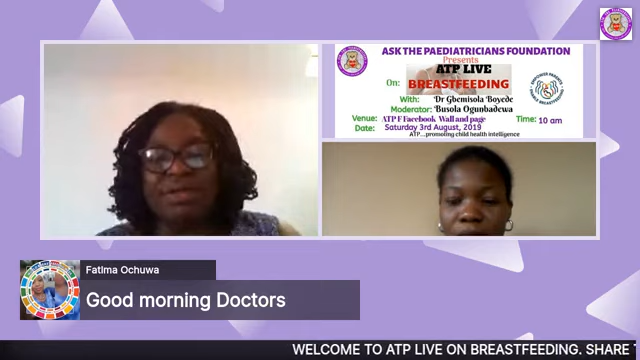 ASK THE PAEDIATRICIANS FOUNDATION
Presents
ATP LIVE
On: BREASTFEEDING
With: Dr Gbemisola Boyede
Moderator: Busola Ogunbadewa
Venue: ATP F Facebook Wall and page Time: 10 am
Date: Saturday 3rd August, 2019
ATP...promoting child health intelligence
Fatima Ochuwa
Good morning Doctors
WELCOME TO ATP LIVE ON BREASTFEEDING. SHARE